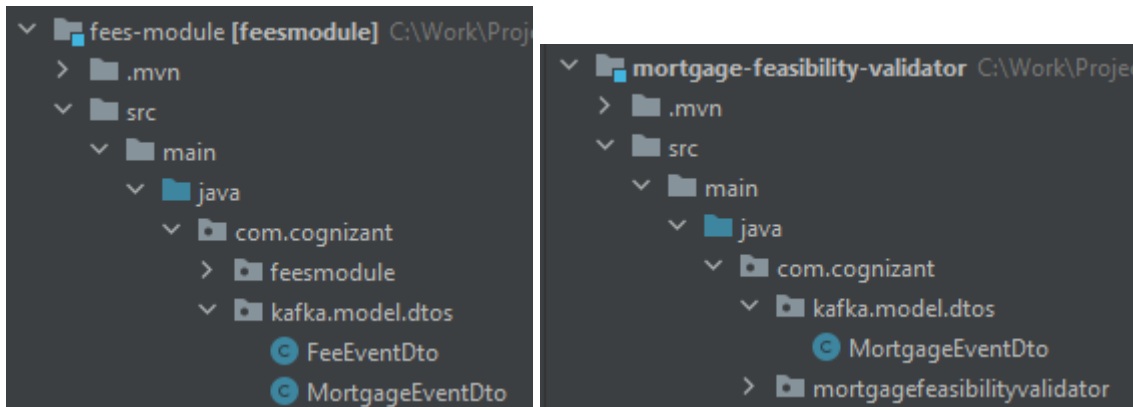 fees-module [feesmodule] C:\Work\Proj
.mvn
src
main
java
com.cognizant
feesmodule
kafka.model.dtos
FeeEventDto
MortgageEventDto
mortgage-feasibility-validator C:\Work\Projec
.mvn
src
main
java
com.cognizant
kafka.model.dtos
MortgageEventDto
mortgagefeasibilityvalidator